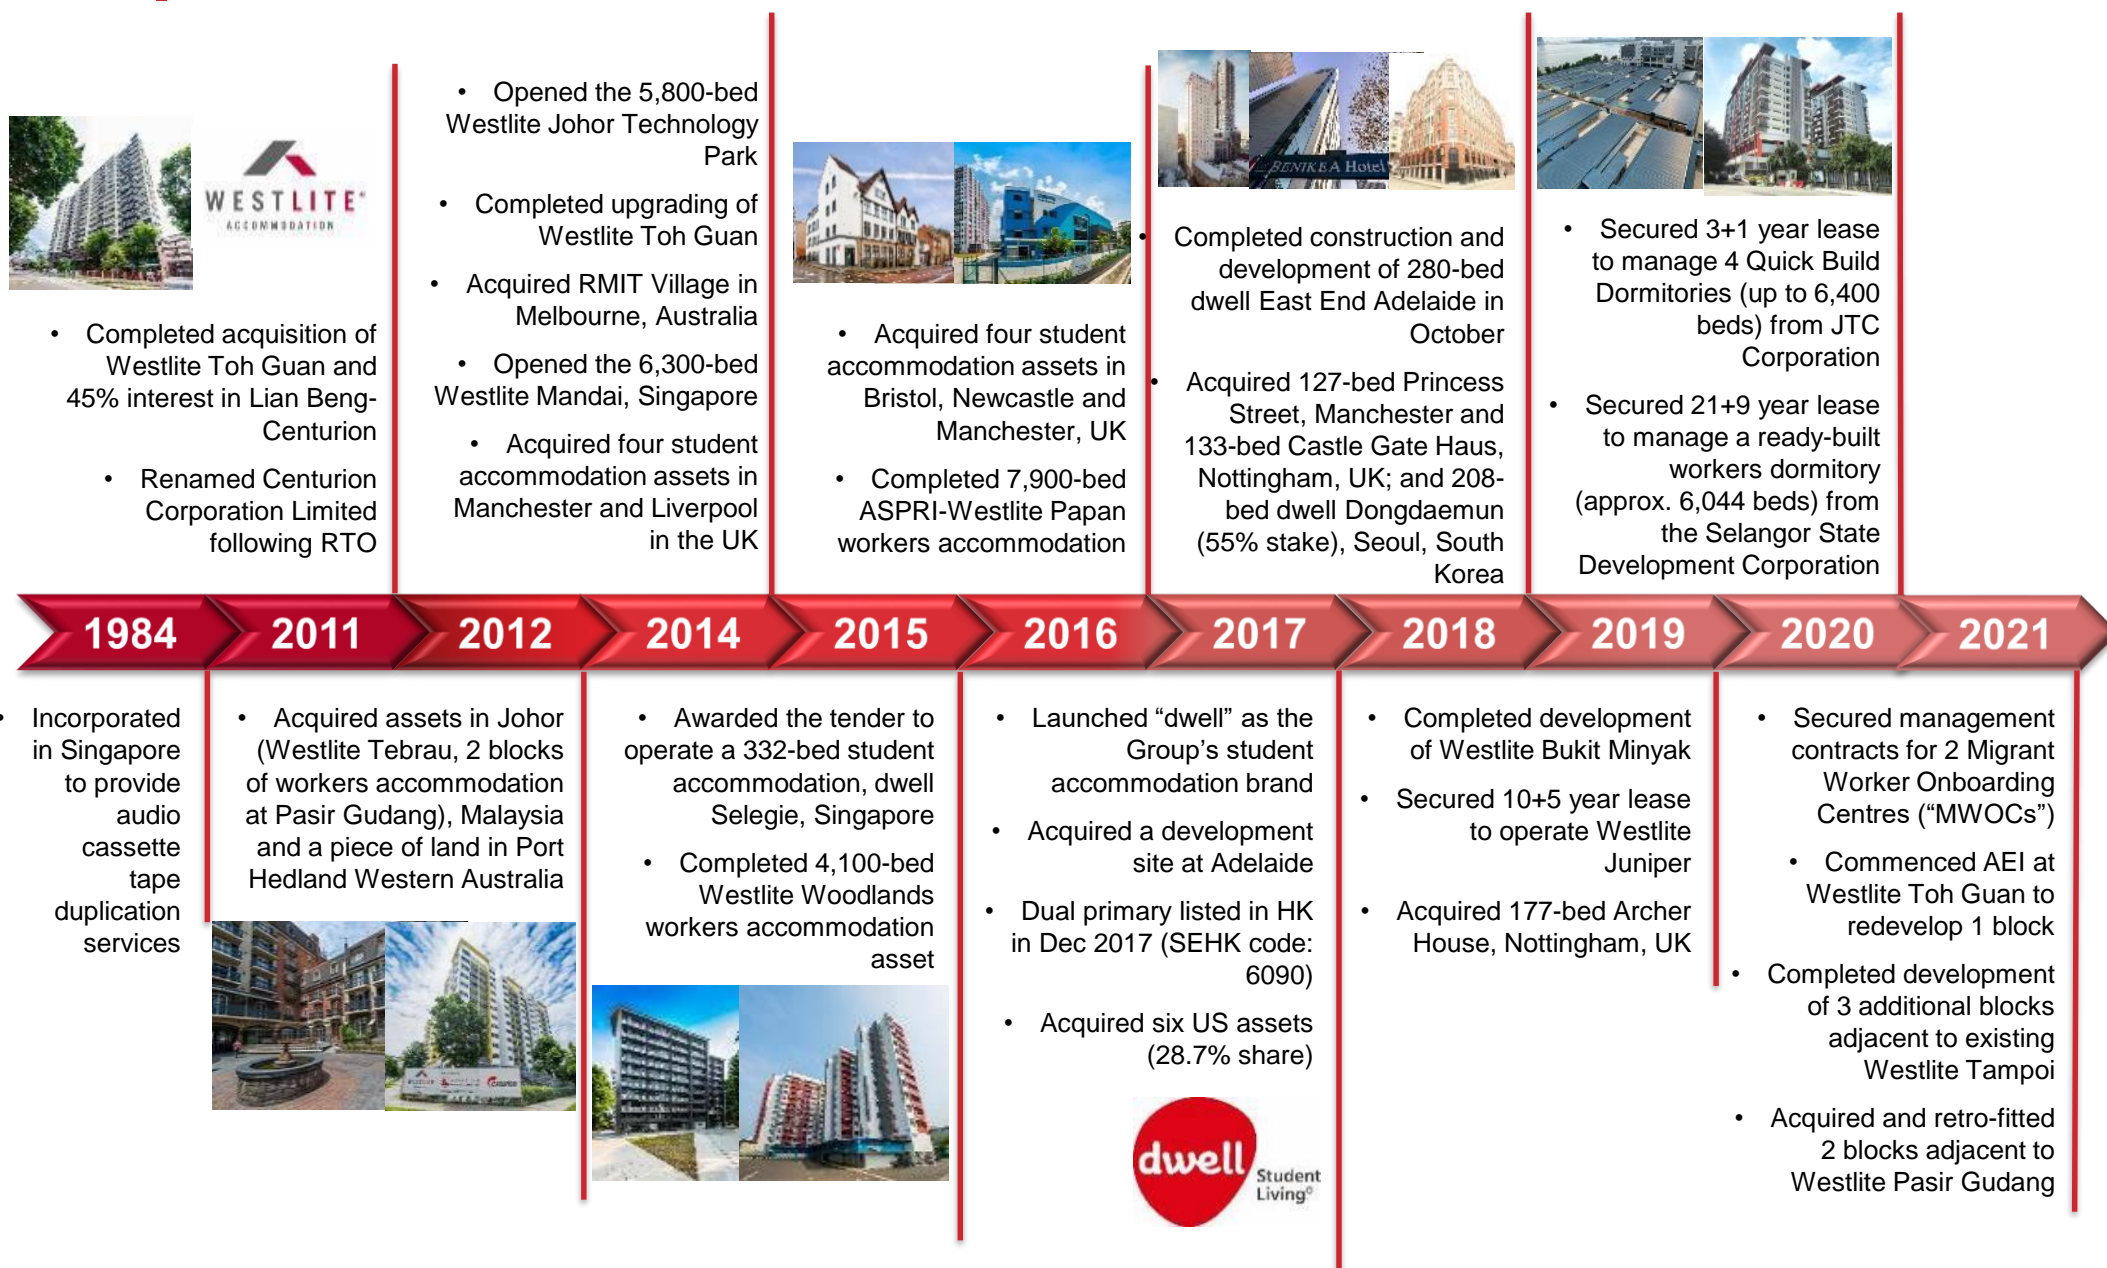 WESTLITE
ACCOMMODATION
• Completed acquisition of
Westlite Toh Guan and
45% interest in Lian Beng-
Centurion
• Renamed Centurion
Corporation Limited
following RTO
• Opened the 5,800-bed
Westlite Johor Technology
Park
• Completed upgrading of
Westlite Toh Guan
• Acquired RMIT Village in
Melbourne, Australia
• Opened the 6,300-bed
Westlite Mandai, Singapore
• Acquired four student
accommodation assets in
Manchester and Liverpool
in the UK
• Acquired four student
accommodation assets in
Bristol, Newcastle and
Manchester, UK
• Completed 7,900-bed
ASPRI-Westlite Papan
workers accommodation
BENIKEA Hotel
• Completed construction and
development of 280-bed
dwell East End Adelaide in
October
• Acquired 127-bed Princess
Street, Manchester and
133-bed Castle Gate Haus,
Nottingham, UK; and 208-
bed dwell Dongdaemun
(55% stake), Seoul, South
Korea
• Secured 3+1 year lease
to manage 4 Quick Build
Dormitories (up to 6,400
beds) from JTC
Corporation
• Secured 21+9 year lease
to manage a ready-built
workers dormitory
(approx. 6,044 beds) from
the Selangor State
Development Corporation
1984 2011 2012 2014 2015 2016 2017 2018 2019 2020 2021
• Incorporated
in Singapore
to provide
audio
cassette
tape
duplication
services
• Acquired assets in Johor
(Westlite Tebrau, 2 blocks
of workers accommodation
at Pasir Gudang), Malaysia
and a piece of land in Port
Hedland Western Australia
• Awarded the tender to
operate a 332-bed student
accommodation, dwell
Selegie, Singapore
• Completed 4,100-bed
Westlite Woodlands
workers accommodation
asset
• Launched “dwell” as the
Group’s student
accommodation brand
• Acquired a development
site at Adelaide
• Dual primary listed in HK
in Dec 2017 (SEHK code:
6090)
• Acquired six US assets
(28.7% share)
dwell
Student
Living®
• Completed development
of Westlite Bukit Minyak
• Secured 10+5 year lease
to operate Westlite
Juniper
• Acquired 177-bed Archer
House, Nottingham, UK
• Secured management
contracts for 2 Migrant
Worker Onboarding
Centres (“MWOCs”)
• Commenced AEI at
Westlite Toh Guan to
redevelop 1 block
• Completed development
of 3 additional blocks
adjacent to existing
Westlite Tampoi
• Acquired and retro-fitted
2 blocks adjacent to
Westlite Pasir Gudang